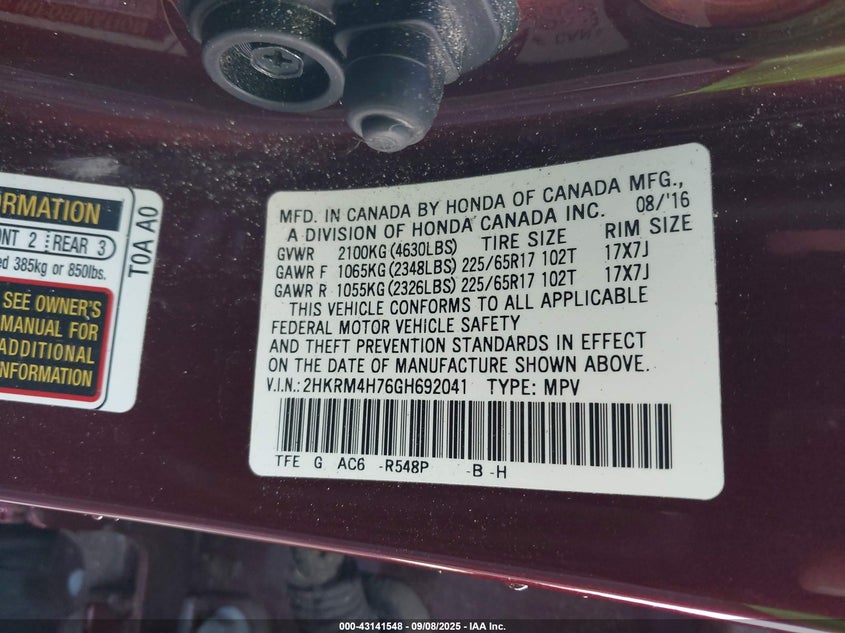 ORMATION
ONT 2 REAR 3
ed 385kg or 850lbs.
SEE OWNER'S
MANUAL FOR
ADDITIONAL
INFORMATION
T0A A0
MFD. IN CANADA BY HONDA OF CANADA MFG., 08/'16
A DIVISION OF HONDA CANADA INC.
GVWR 2100KG(4630LBS) TIRE SIZE RIM SIZE
GAWR F 1065KG(2348LBS) 225/65R17 102T 17X7J
GAWR R 1055KG(2326LBS) 225/65R17 102T 17X7J
THIS VEHICLE CONFORMS TO ALL APPLICABLE
FEDERAL MOTOR VEHICLE SAFETY
AND THEFT PREVENTION STANDARDS IN EFFECT
ON THE DATE OF MANUFACTURE SHOWN ABOVE.
V.I.N.: 2HKRM4H76GH692041 TYPE: MPV
TFE G AC6 -R548P -B -H
000-43141548 - 09/08/2025 - IAA Inc.